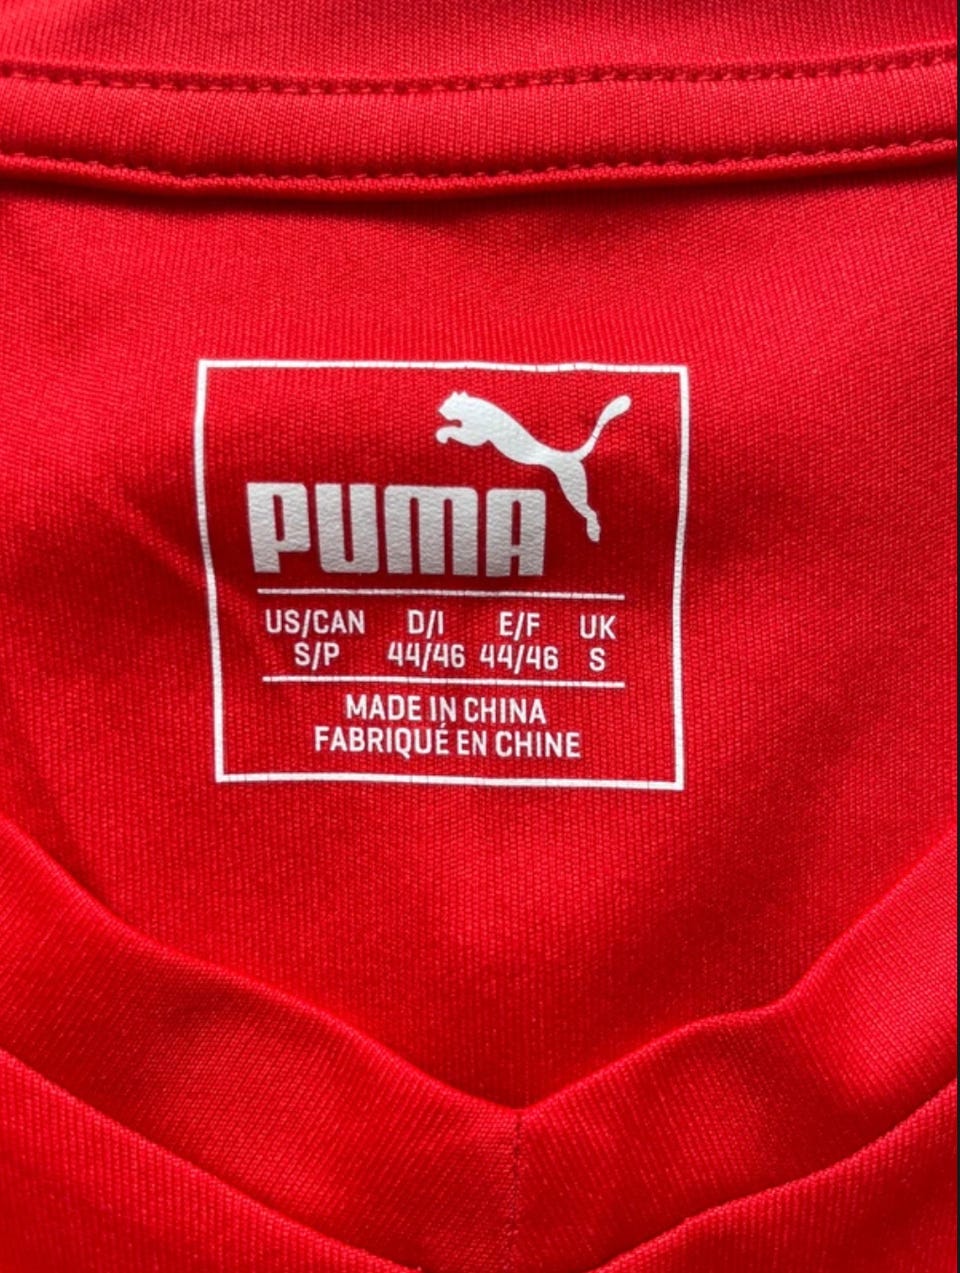 PUMA
US/CAN D/I E/F UK
S/P 44/46 44/46 S
MADE IN CHINA
FABRIQUÉ EN CHINE